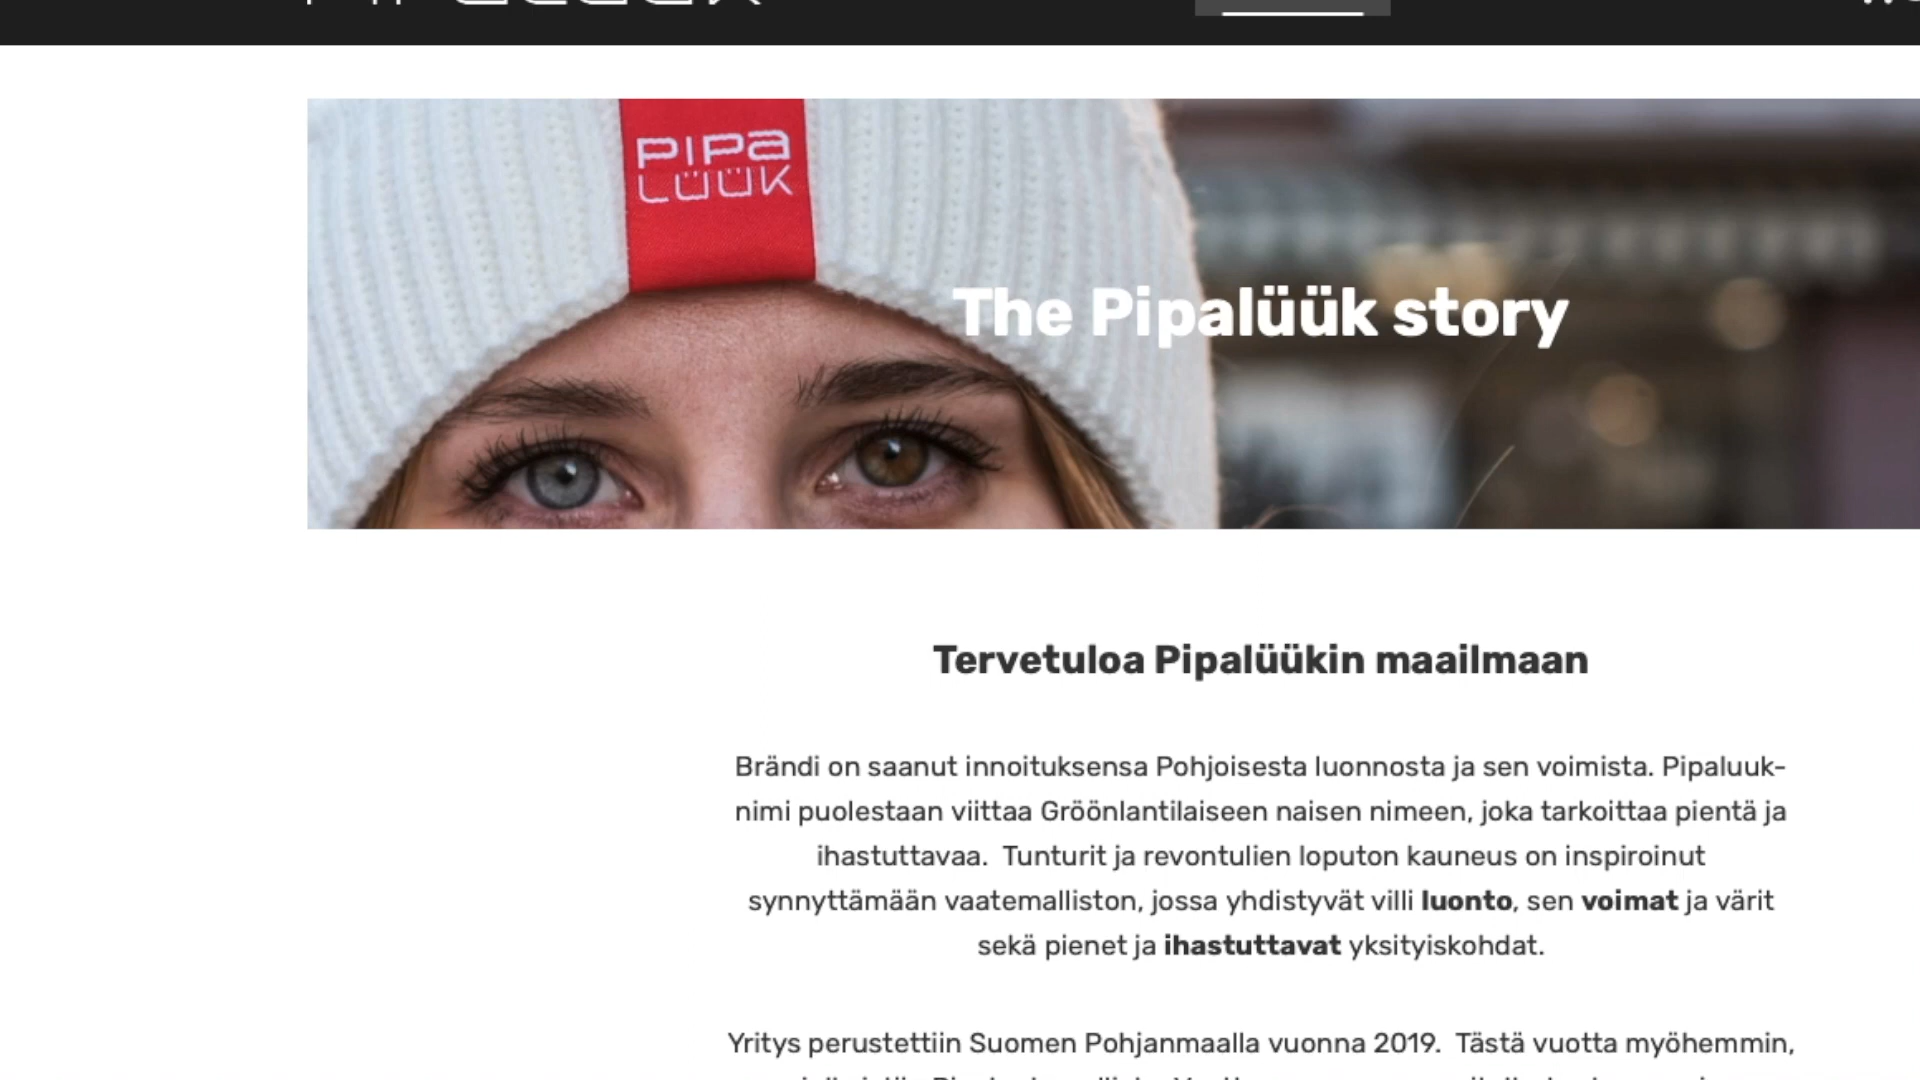 PIPA
LÜÜK
The Pipalüük story
Tervetuloa Pipalüükin maailmaan
Brändi on saanut innoituksensa Pohjoisesta luonnosta ja sen voimista. Pipaluuk-
nimi puolestaan viittaa Gröönlantilaiseen naisen nimeen, joka tarkoittaa pientä ja
ihastuttavaa. Tunturit ja revontulien loputon kauneus on inspiroinut
synnyttämään vaatemalliston, jossa yhdistyvät villi luonto, sen voimat ja värit
sekä pienet ja ihastuttavat yksityiskohdat.
Yritys perustettiin Suomen Pohjanmaalla vuonna 2019. Tästä vuotta myöhemmin,